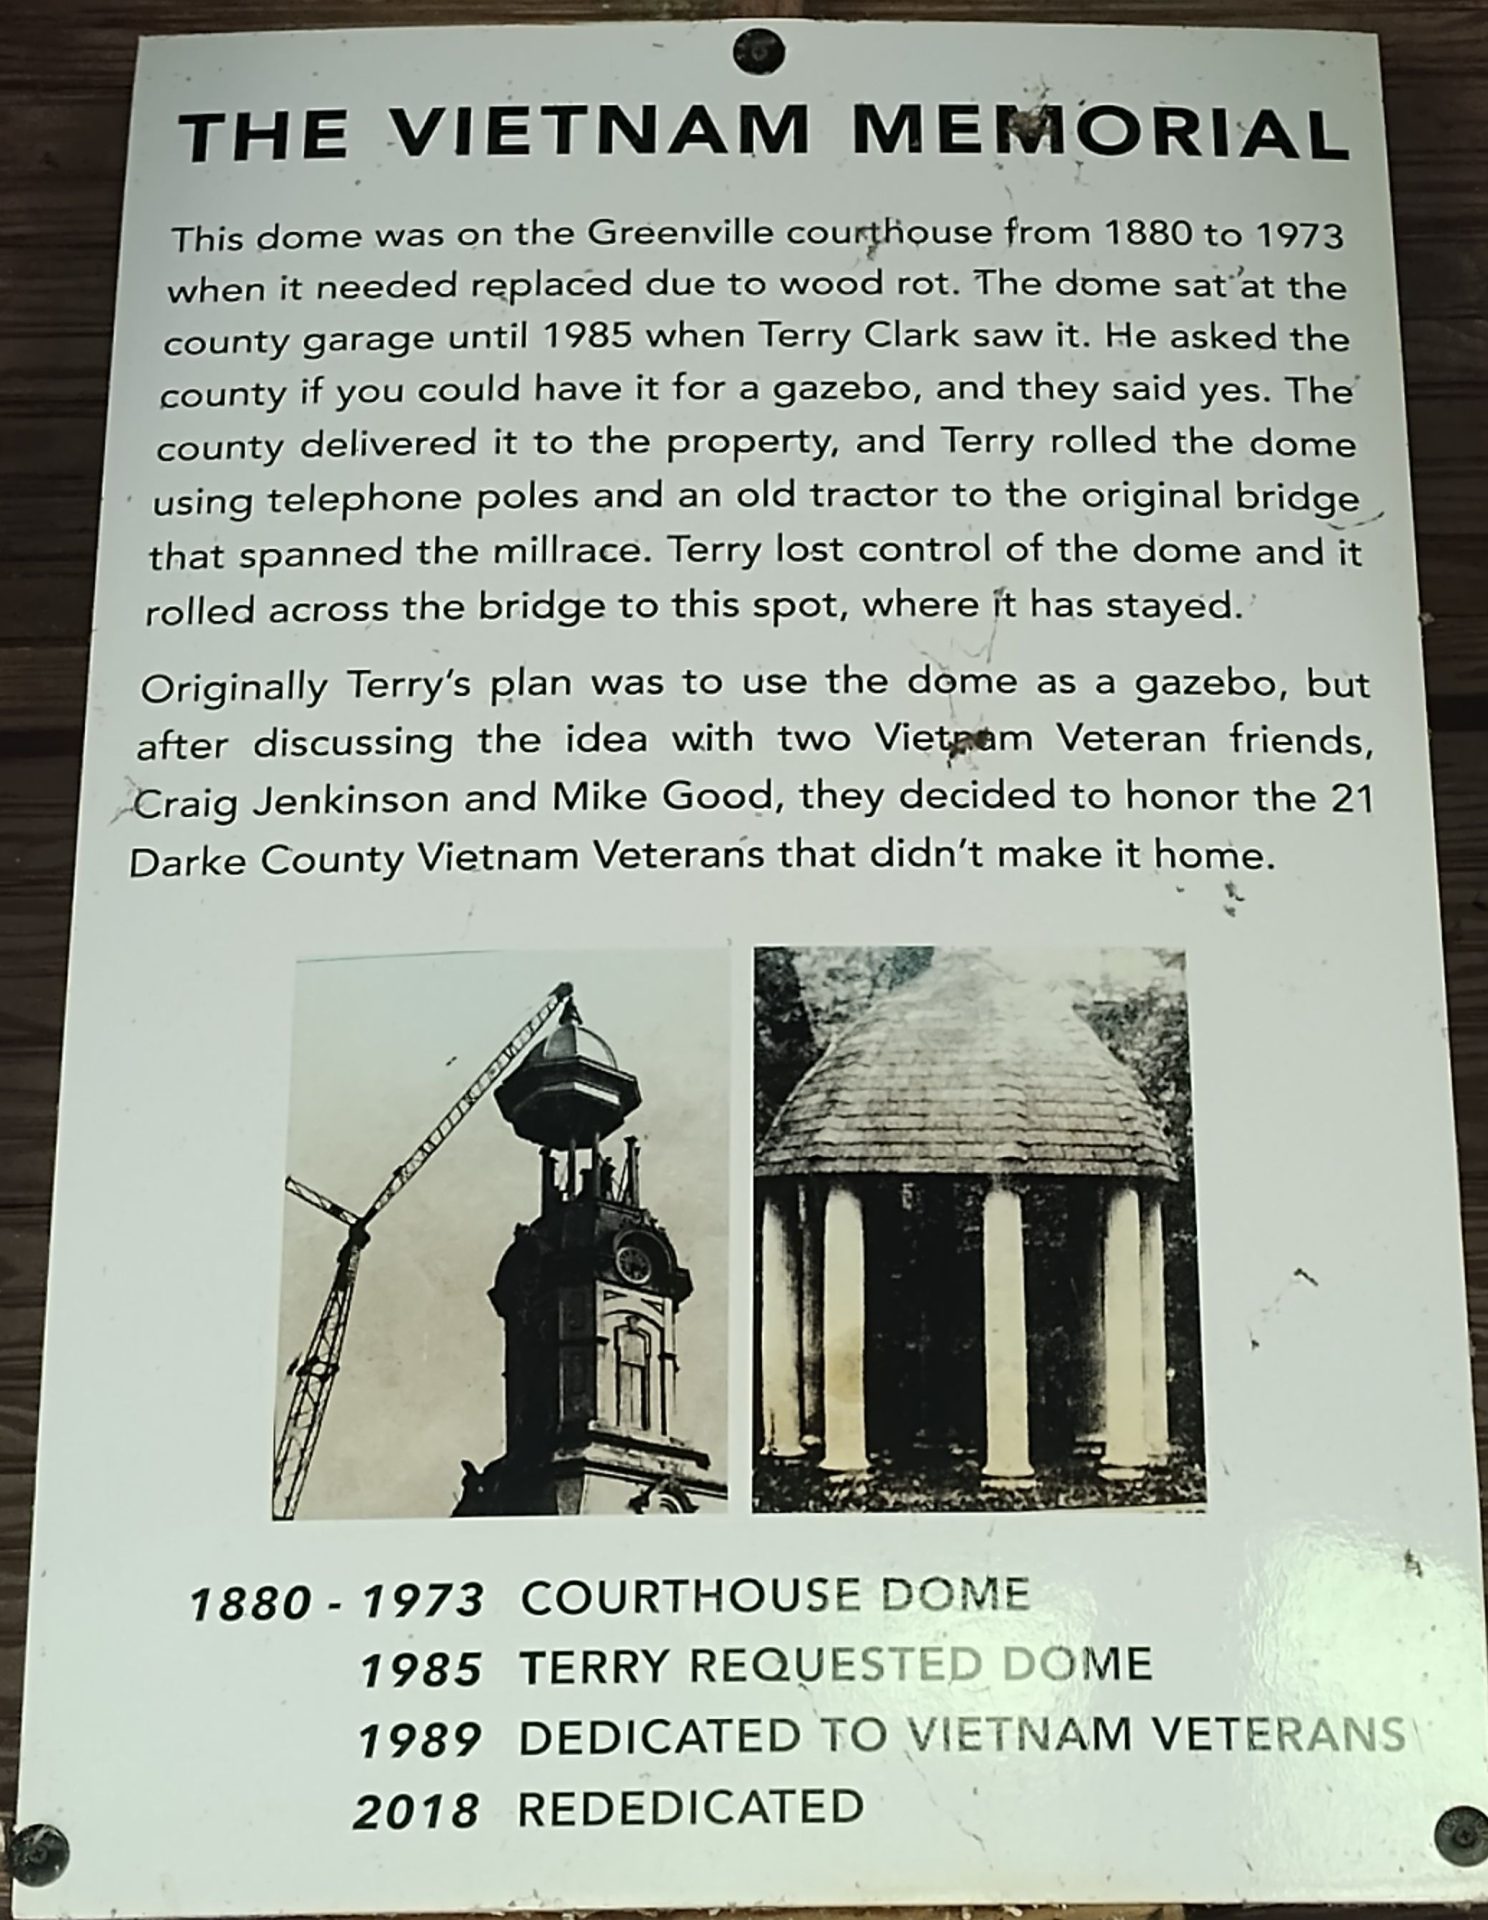 THE VIETNAM MEMORIAL
This dome was on the Greenville courthouse from 1880 to 1973
when it needed replaced due to wood rot. The dome sat at the
county garage until 1985 when Terry Clark saw it. He asked the
county if you could have it for a gazebo, and they said yes. The
county delivered it to the property, and Terry rolled the dome
using telephone poles and an old tractor to the original bridge
that spanned the millrace. Terry lost control of the dome and it
rolled across the bridge to this spot, where it has stayed.
Originally Terry's plan was to use the dome as a gazebo, but
after discussing the idea with two Vietnam Veteran friends,
Craig Jenkinson and Mike Good, they decided to honor the 21
Darke County Vietnam Veterans that didn't make it home.
1880 - 1973 COURTHOUSE DOME
1985 TERRY REQUESTED DOME
1989 DEDICATED TO VIETNAM VETERANS
2018 REDEDICATED